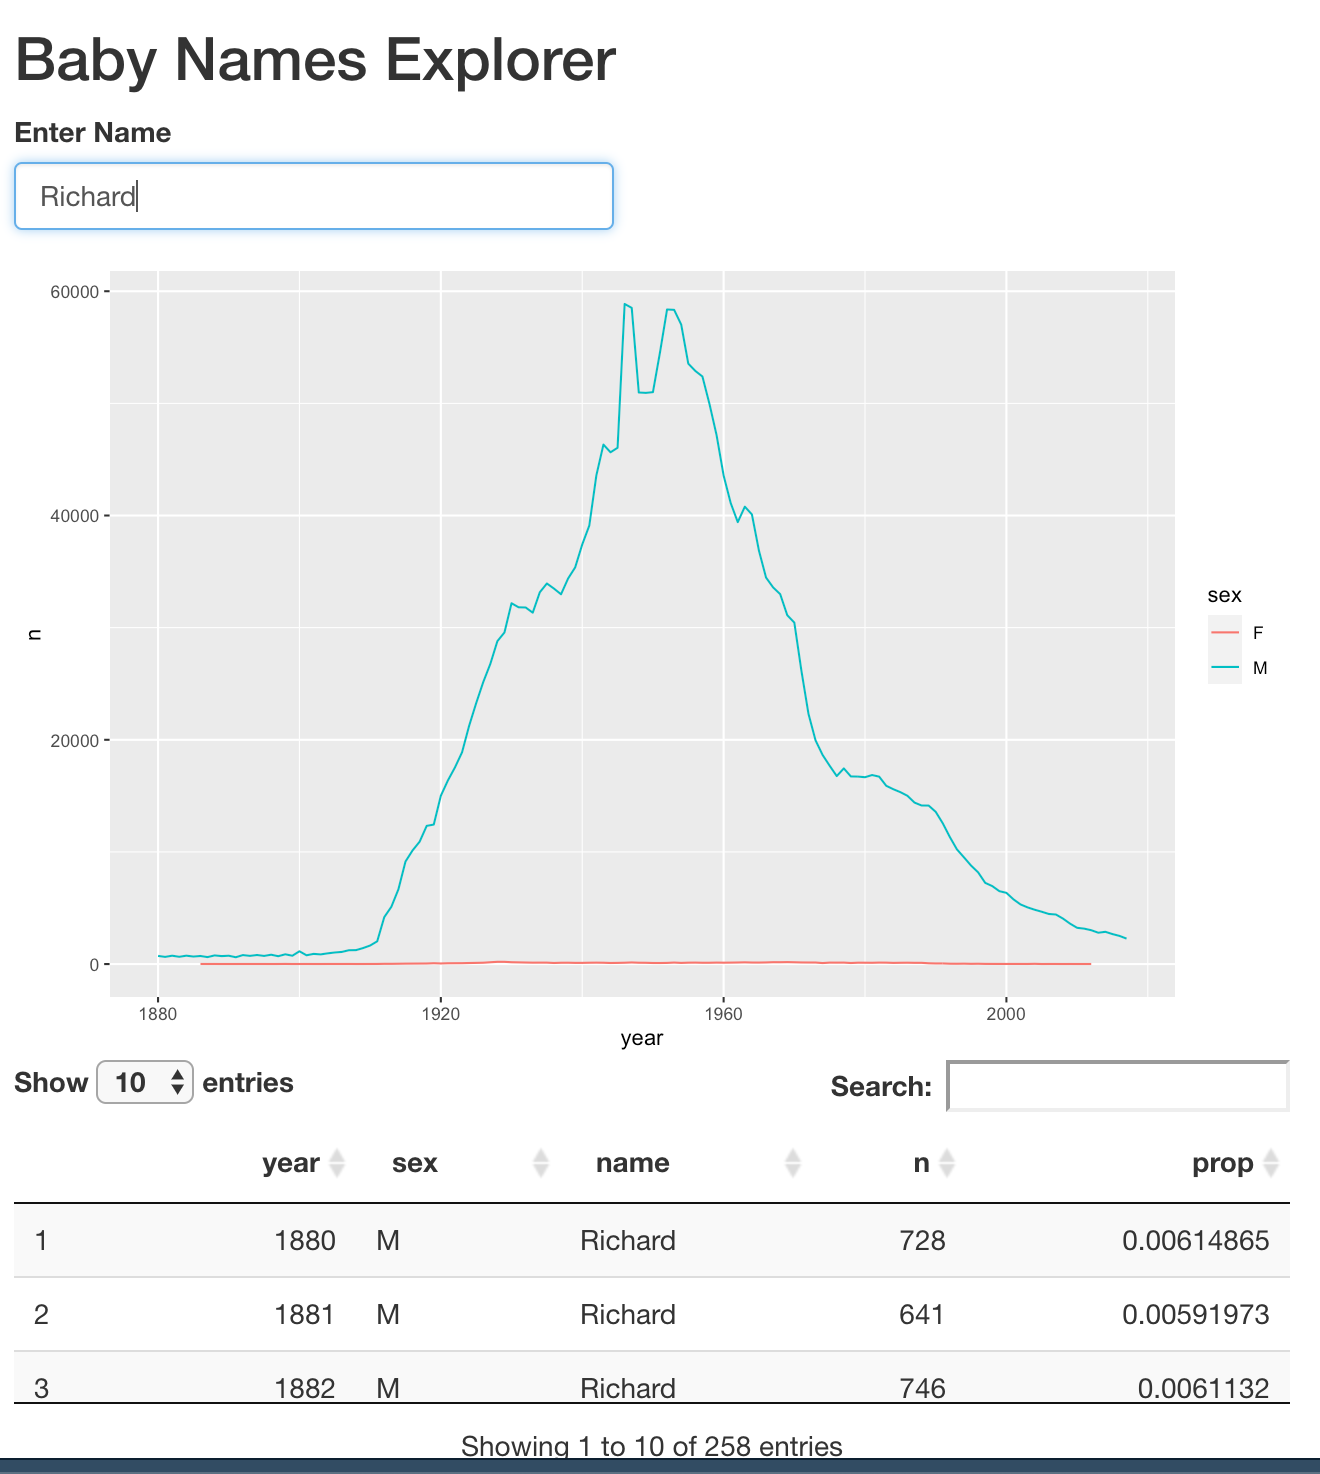 Baby Names Explorer
Enter Name
Richard
60000
40000
20000
0
n
1880 1920 1960 2000
year
sex
F
M
Show 10 entries Search:
year sex name n prop
1 1880 M Richard 728 0.00614865
2 1881 M Richard 641 0.00591973
3 1882 M Richard 746 0.0061132
Showing 1 to 10 of 258 entries